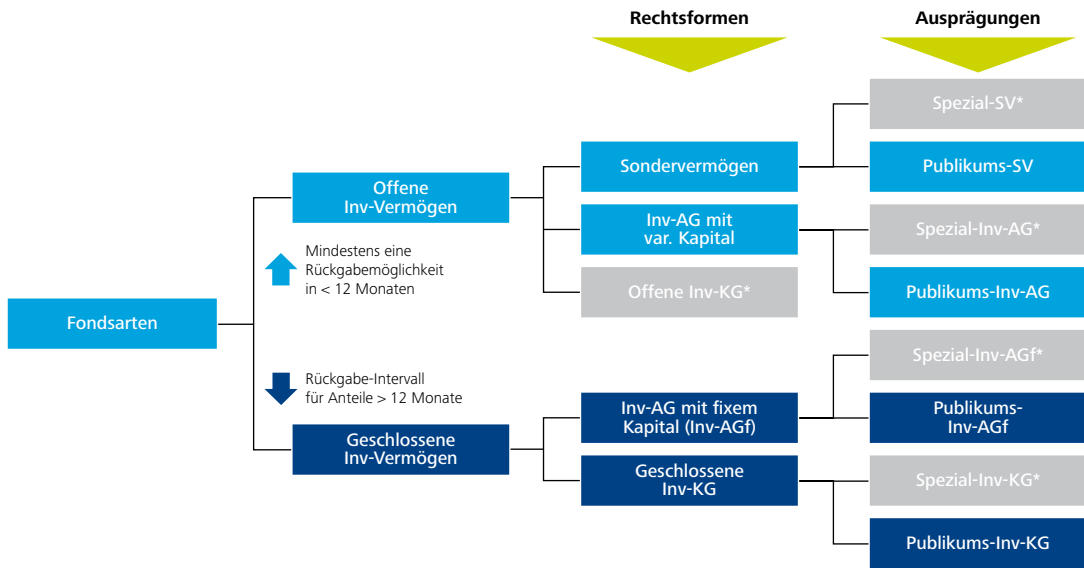 Rechtsformen
Ausprägungen
Spezial-SV*
Sondervermögen
Publikums-SV
Offene
Inv-Vermögen
Inv-AG mit
var. Kapital
Spezial-Inv-AG*
Mindestens eine
Rückgabemöglichkeit
in < 12 Monaten
Offene Inv-KG*
Publikums-Inv-AG
Fondsarten
Spezial-Inv-AGf*
Rückgabe-Intervall
für Anteile > 12 Monate
Inv-AG mit fixem
Kapital (Inv-AGf)
Publikums-
Inv-AGf
Geschlossene
Inv-Vermögen
Geschlossene
Inv-KG
Spezial-Inv-KG*
Publikums-Inv-KG